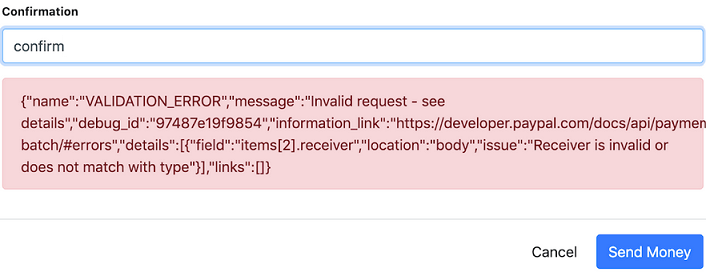 Confirmation
confirm
{"name":"VALIDATION_ERROR","message":"Invalid request - see
details","debug_id":"97487e19f9854","information_link":"https://developer.paypal.com/docs/api/paymen
batch/#errors","details":[{"field":"items[2].receiver","location":"body","issue":"Receiver is invalid or
does not match with type"}],"links":[]}
Cancel
Send Money